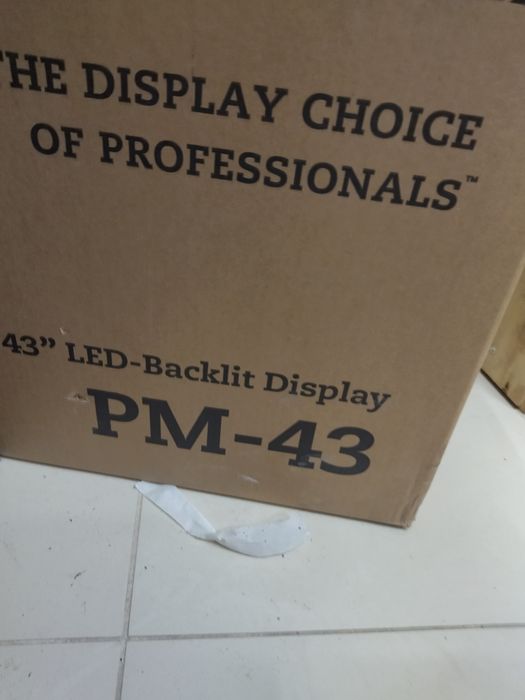 THE DISPLAY CHOICE
OF PROFESSIONALS™
43” LED-Backlit Display
PM-43